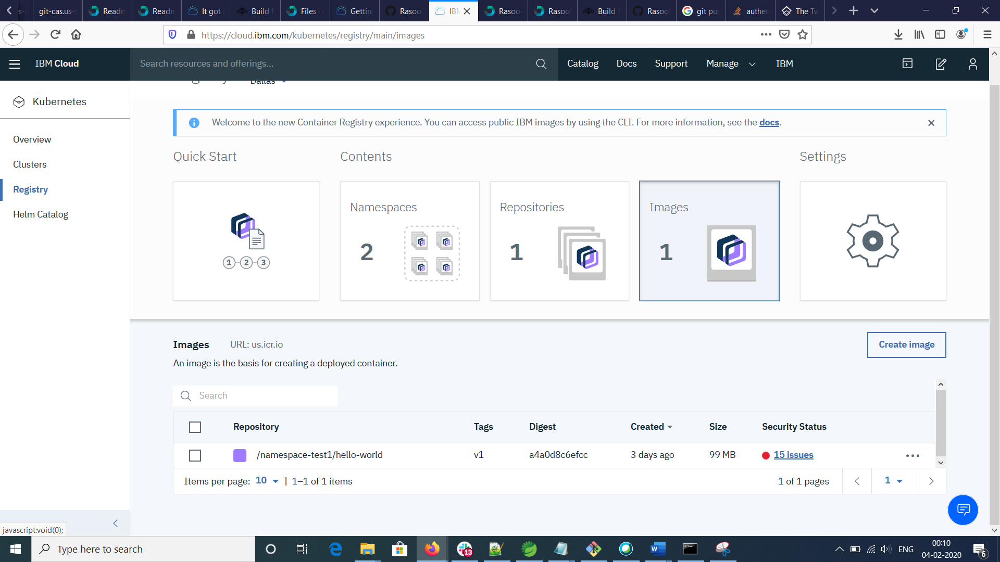 git-cas.us-s
Readm
Readm
It got
Build f
Files ·
Gettin
Rasoo
IBM
Rasool
Rasool
Build f
Rasoo
git pus
authen
The Tw
https://cloud.ibm.com/kubernetes/registry/main/images
IBM Cloud
Search resources and offerings...
Catalog
Docs
Support
Manage
IBM
Dallas
Kubernetes
Overview
Clusters
Registry
Helm Catalog
Welcome to the new Container Registry experience. You can access public IBM images by using the CLI. For more information, see the docs.
Quick Start
Contents
Settings
1 2 3
Namespaces
2
Repositories
1
Images
1
Images URL: us.icr.io
Create image
An image is the basis for creating a deployed container.
Search
Repository Tags Digest Created Size Security Status
/namespace-test1/hello-world v1 a4a0d8c6efcc 3 days ago 99 MB 15 issues
Items per page: 10 | 1–1 of 1 items 1 of 1 pages 1
javascript:void(0);
Type here to search
13
ENG
00:10
04-02-2020
6